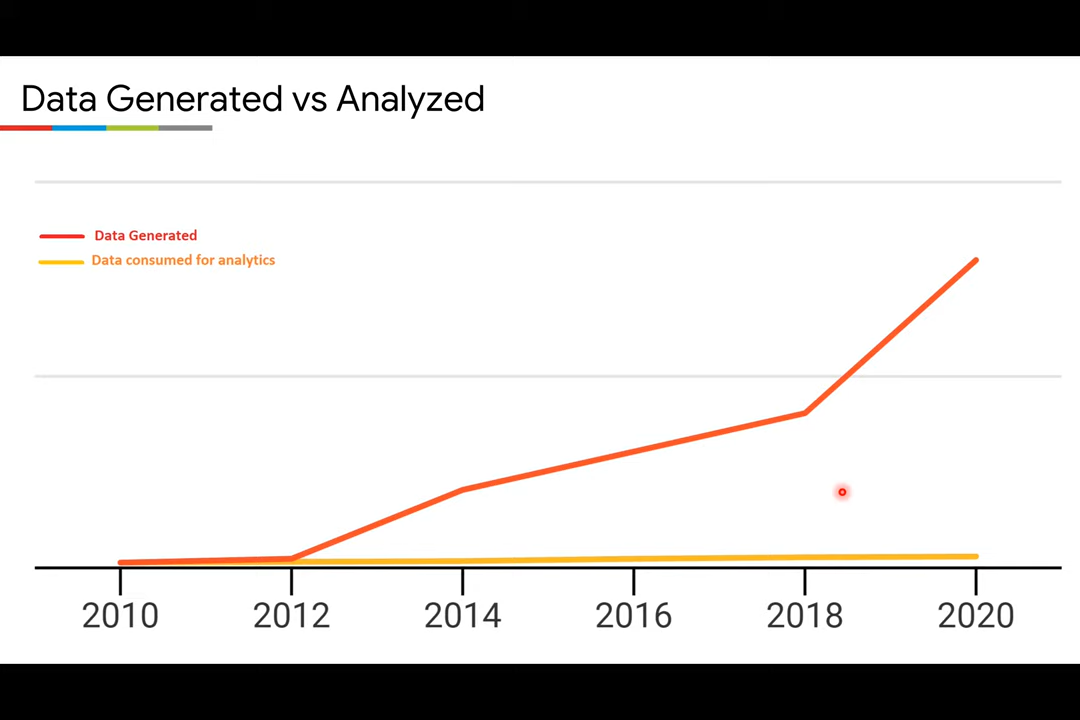 Data Generated vs Analyzed
Data Generated
Data consumed for analytics
2010 2012 2014 2016 2018 2020